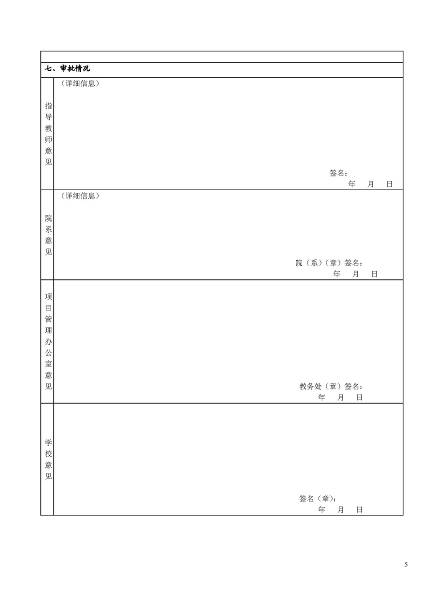 七、审批情况
（详细信息）
指导教师意见
签名：
年 月 日
（详细信息）
院系意见
院（系）（章）签名：
年 月 日
项目管理办公室意见
教务处（章）签名：
年 月 日
学校意见
签名（章）：
年 月 日
5